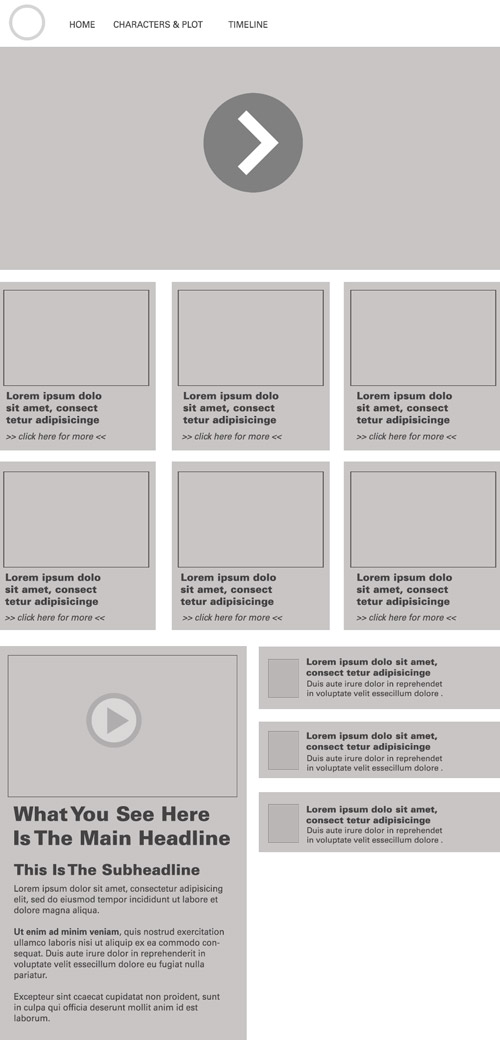 HOME CHARACTERS & PLOT TIMELINE
Lorem ipsum dolo
sit amet, consect
tetur adipisicinge
>> click here for more <<
Lorem ipsum dolo
sit amet, consect
tetur adipisicinge
>> click here for more <<
Lorem ipsum dolo
sit amet, consect
tetur adipisicinge
>> click here for more <<
Lorem ipsum dolo
sit amet, consect
tetur adipisicinge
>> click here for more <<
Lorem ipsum dolo
sit amet, consect
tetur adipisicinge
>> click here for more <<
Lorem ipsum dolo
sit amet, consect
tetur adipisicinge
>> click here for more <<
What You See Here
Is The Main Headline
This Is The Subheadline
Lorem ipsum dolor sit amet, consectetur adipisicing
elit, sed do eiusmod tempor incididunt ut labore et
dolore magna aliqua.
Ut enim ad minim veniam, quis nostrud exercitation
ullamco laboris nisi ut aliquip ex ea commodo con-
sequat. Duis aute irure dolor in reprehenderit in
voluptate velit essecillum dolore eu fugiat nulla
pariatur.
Excepteur sint ccaecat cupidatat non proident, sunt
in culpa qui officia deserunt mollit anim id est
laborum.
Lorem ipsum dolor sit amet,
consectetur adipisicinge
Duis aute irure dolor in reprehendet
in voluptate velit essecillum dolore .
Lorem ipsum dolor sit amet,
consectetur adipisicinge
Duis aute irure dolor in reprehendet
in voluptate velit essecillum dolore .
Lorem ipsum dolor sit amet,
consectetur adipisicinge
Duis aute irure dolor in reprehendet
in voluptate velit essecillum dolore .